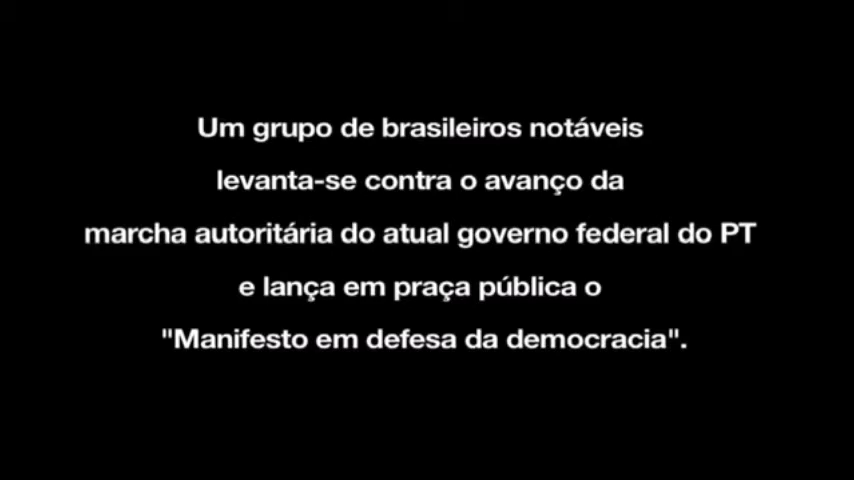 Um grupo de brasileiros notáveis
levanta-se contra o avanço da
marcha autoritária do atual governo federal do PT
e lança em praça pública o
"Manifesto em defesa da democracia".